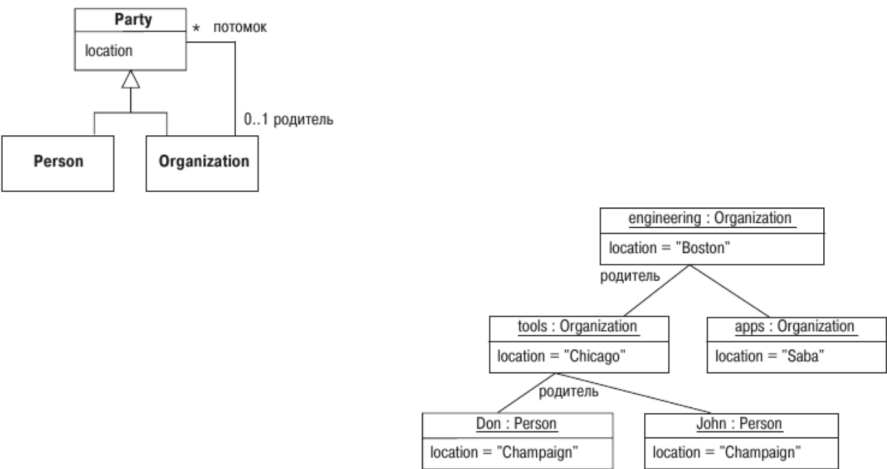 Party
* потомок
location
0..1 родитель
Person
Organization
engineering : Organization
location = "Boston"
родитель
tools : Organization
location = "Chicago"
apps : Organization
location = "Saba"
родитель
Don : Person
location = "Champaign"
John : Person
location = "Champaign"